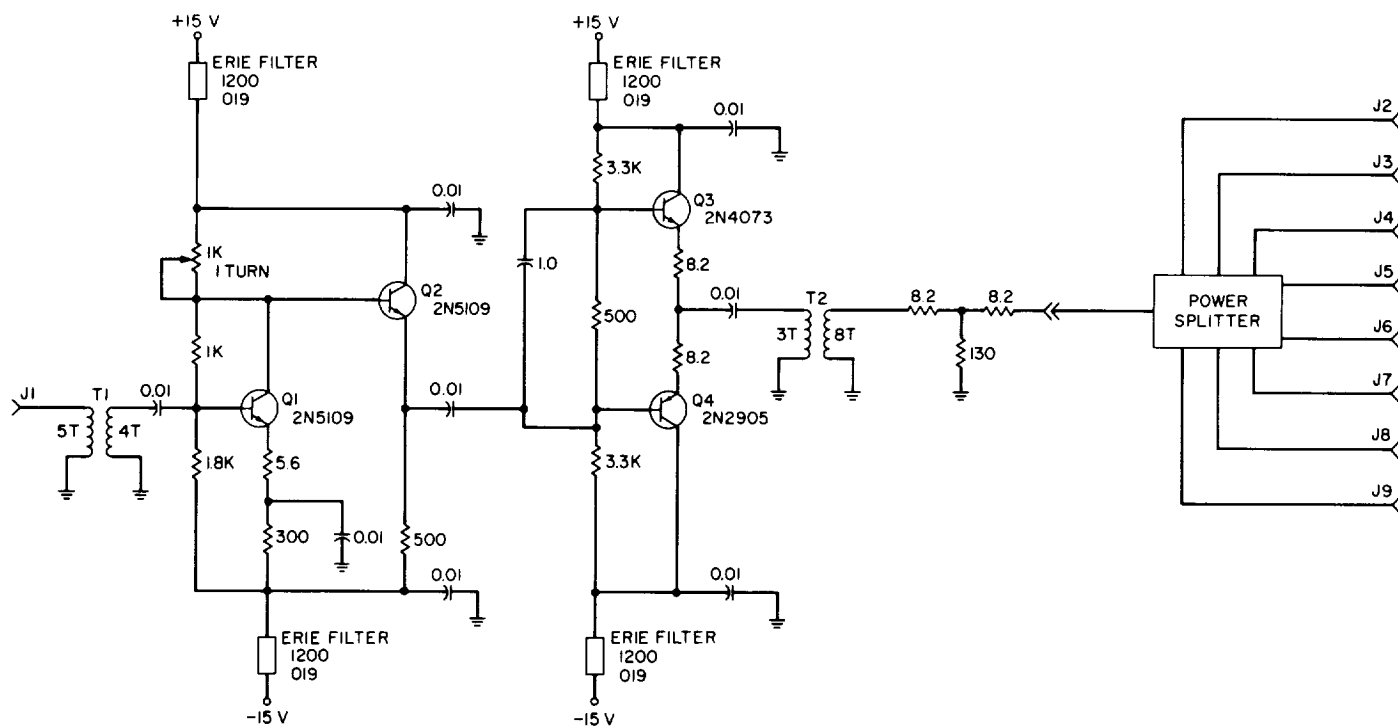 +15 V
ERIE FILTER
1200
019
0.01
1K
1 TURN
Q2
2N5109
1K
J1
T1
5T
4T
0.01
Q1
2N5109
1.8K
5.6
300
0.01
0.01
500
0.01
ERIE FILTER
1200
019
-15 V
+15 V
ERIE FILTER
1200
019
0.01
3.3K
Q3
2N4073
1.0
8.2
500
0.01
T2
3T
8T
8.2
8.2
130
8.2
Q4
2N2905
3.3K
0.01
ERIE FILTER
1200
019
-15 V
POWER
SPLITTER
J2
J3
J4
J5
J6
J7
J8
J9